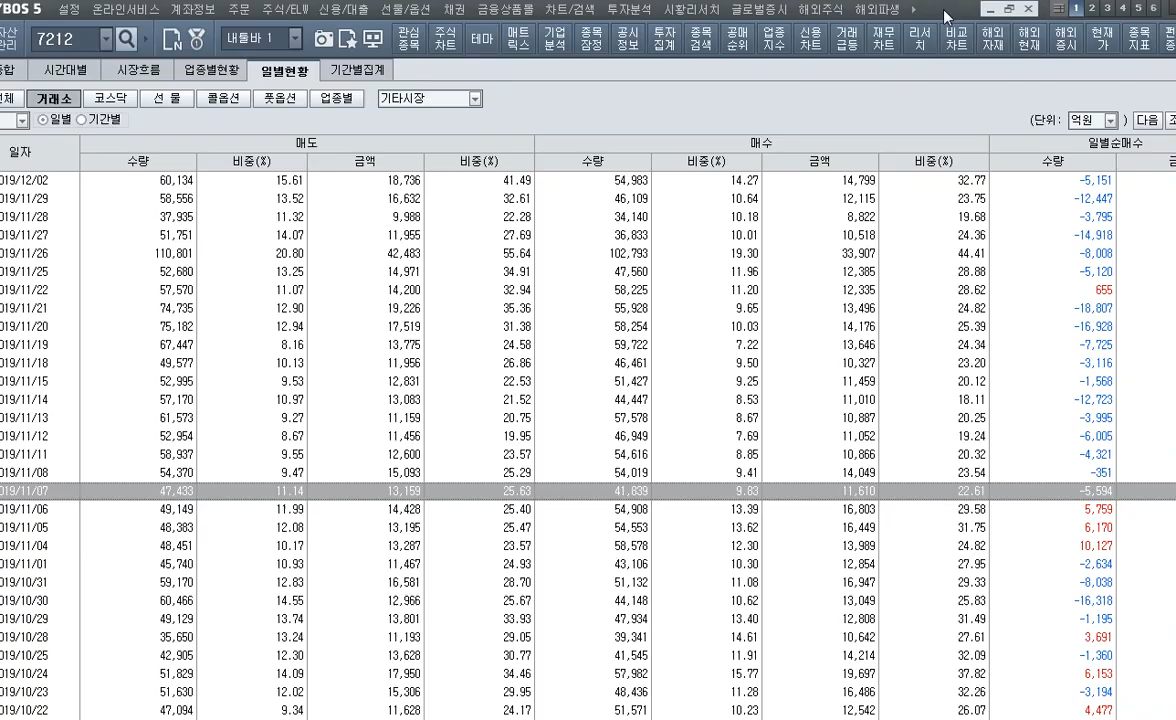 YBOS 5 설정 온라인서비스 계좌정보 주문 주식/ELW 신용/대출 선물/옵션 채권 금융상품몰 차트/검색 투자분석 시황리서치 글로벌증시 해외주식 해외파생 1 2 3 4 5 6
자산관리 7212 내툴바 1 관심종목 주식차트 테마 매트릭스 기업분석 종목잠정 공시정보 투자집계 종목검색 공매순위 업종지수 신용차트 거래급등 재무차트 리서치 비교차트 해외자재 해외현재 해외증시 현재가 종목지표
종합 시간대별 시장흐름 업종별현황 일별현황 기간별집계
전체 거래소 코스닥 선 물 콜옵션 풋옵션 업종별 기타시장
일별 기간별 (단위: 억원 ) 다음 조
일자 매도 매수 일별순매수
수량 비중(%) 금액 비중(%) 수량 비중(%) 금액 비중(%) 수량 금
019/12/02 60,134 15.61 18,736 41.49 54,983 14.27 14,799 32.77 -5,151
019/11/29 58,556 13.52 16,632 32.61 46,109 10.64 12,115 23.75 -12,447
019/11/28 37,935 11.32 9,988 22.28 34,140 10.18 8,822 19.68 -3,795
019/11/27 51,751 14.07 11,955 27.69 36,833 10.01 10,518 24.36 -14,918
019/11/26 110,801 20.80 42,483 55.64 102,793 19.30 33,907 44.41 -8,008
019/11/25 52,680 13.25 14,971 34.91 47,560 11.96 12,385 28.88 -5,120
019/11/22 57,570 11.07 14,200 32.94 58,225 11.20 12,335 28.62 655
019/11/21 74,735 12.90 19,226 35.36 55,928 9.65 13,496 24.82 -18,807
019/11/20 75,182 12.94 17,519 31.38 58,254 10.03 14,176 25.39 -16,928
019/11/19 67,447 8.16 13,775 24.58 59,722 7.22 13,646 24.34 -7,725
019/11/18 49,577 10.13 11,956 26.86 46,461 9.50 10,327 23.20 -3,116
019/11/15 52,995 9.53 12,831 22.53 51,427 9.25 11,459 20.12 -1,568
019/11/14 57,170 10.97 13,083 21.52 44,447 8.53 11,010 18.11 -12,723
019/11/13 61,573 9.27 11,159 20.75 57,578 8.67 10,887 20.25 -3,995
019/11/12 52,954 8.67 11,456 19.95 46,949 7.69 11,052 19.24 -6,005
019/11/11 58,937 9.55 12,600 23.57 54,616 8.85 10,866 20.32 -4,321
019/11/08 54,370 9.47 15,093 25.29 54,019 9.41 14,049 23.54 -351
019/11/07 47,433 11.14 13,159 25.63 41,839 9.83 11,610 22.61 -5,594
019/11/06 49,149 11.99 14,428 25.40 54,908 13.39 16,803 29.58 5,759
019/11/05 48,383 12.08 13,195 25.47 54,553 13.62 16,449 31.75 6,170
019/11/04 48,451 10.17 13,287 23.57 58,578 12.30 13,989 24.82 10,127
019/11/01 45,740 10.93 11,467 24.93 43,106 10.30 12,854 27.95 -2,634
019/10/31 59,170 12.83 16,581 28.70 51,132 11.08 16,947 29.33 -8,038
019/10/30 60,466 14.55 12,966 25.67 44,148 10.62 13,049 25.83 -16,318
019/10/29 49,129 13.74 13,801 33.93 47,934 13.40 12,808 31.49 -1,195
019/10/28 35,650 13.24 11,193 29.05 39,341 14.61 10,642 27.61 3,691
019/10/25 42,905 12.30 13,628 30.77 41,545 11.91 14,214 32.09 -1,360
019/10/24 51,829 14.09 17,950 34.46 57,982 15.77 19,697 37.82 6,153
019/10/23 51,630 12.02 15,306 29.95 48,436 11.28 16,486 32.26 -3,194
019/10/22 47,094 9.34 11,628 24.17 51,571 10.23 12,542 26.07 4,477